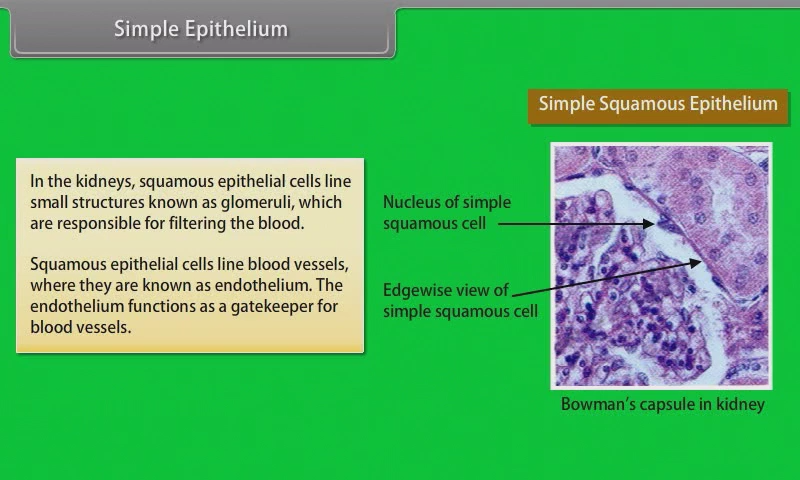 Simple Epithelium
Simple Squamous Epithelium
In the kidneys, squamous epithelial cells line
small structures known as glomeruli, which
are responsible for filtering the blood.
Squamous epithelial cells line blood vessels,
where they are known as endothelium. The
endothelium functions as a gatekeeper for
blood vessels.
Nucleus of simple
squamous cell
Edgewise view of
simple squamous cell
Bowman's capsule in kidney